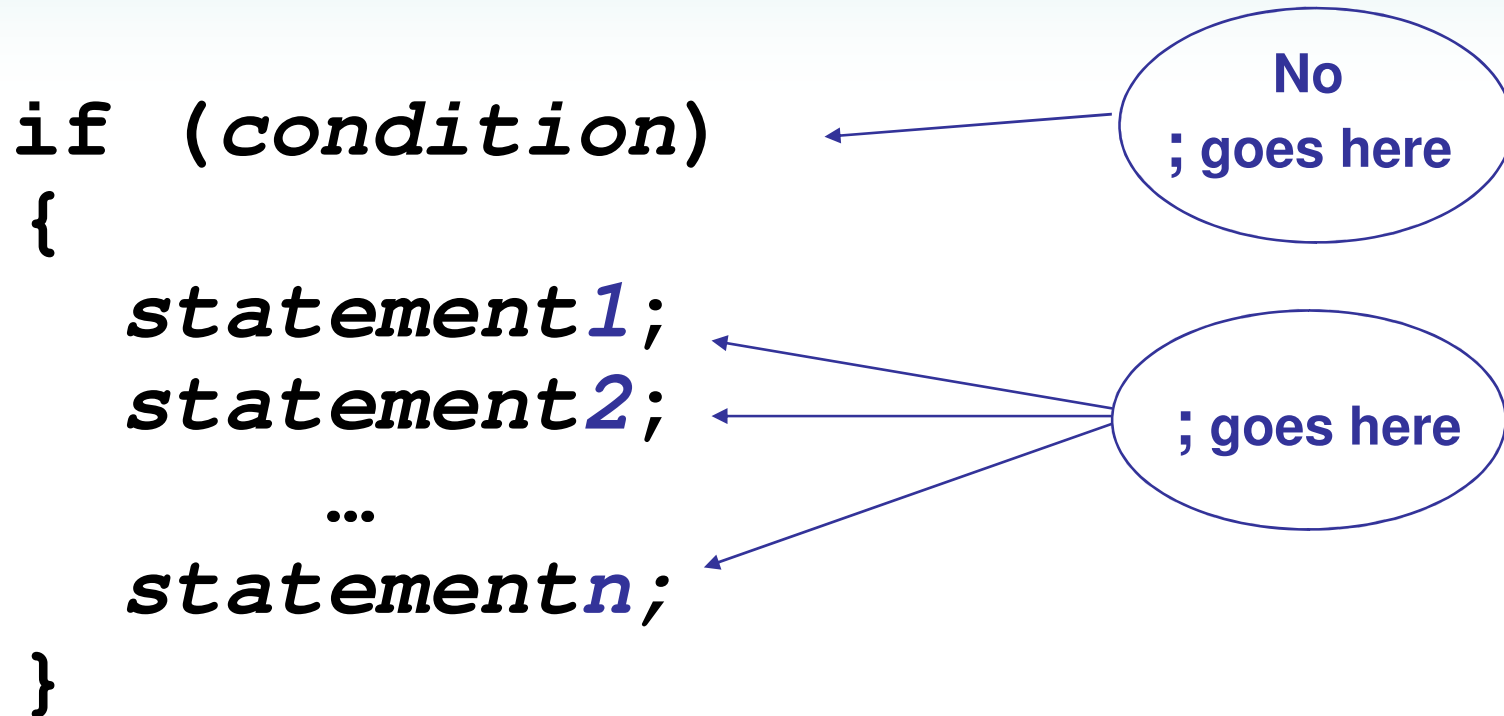 if (condition)
No
; goes here
{
statement1;
statement2;
; goes here
…
statementn;
}